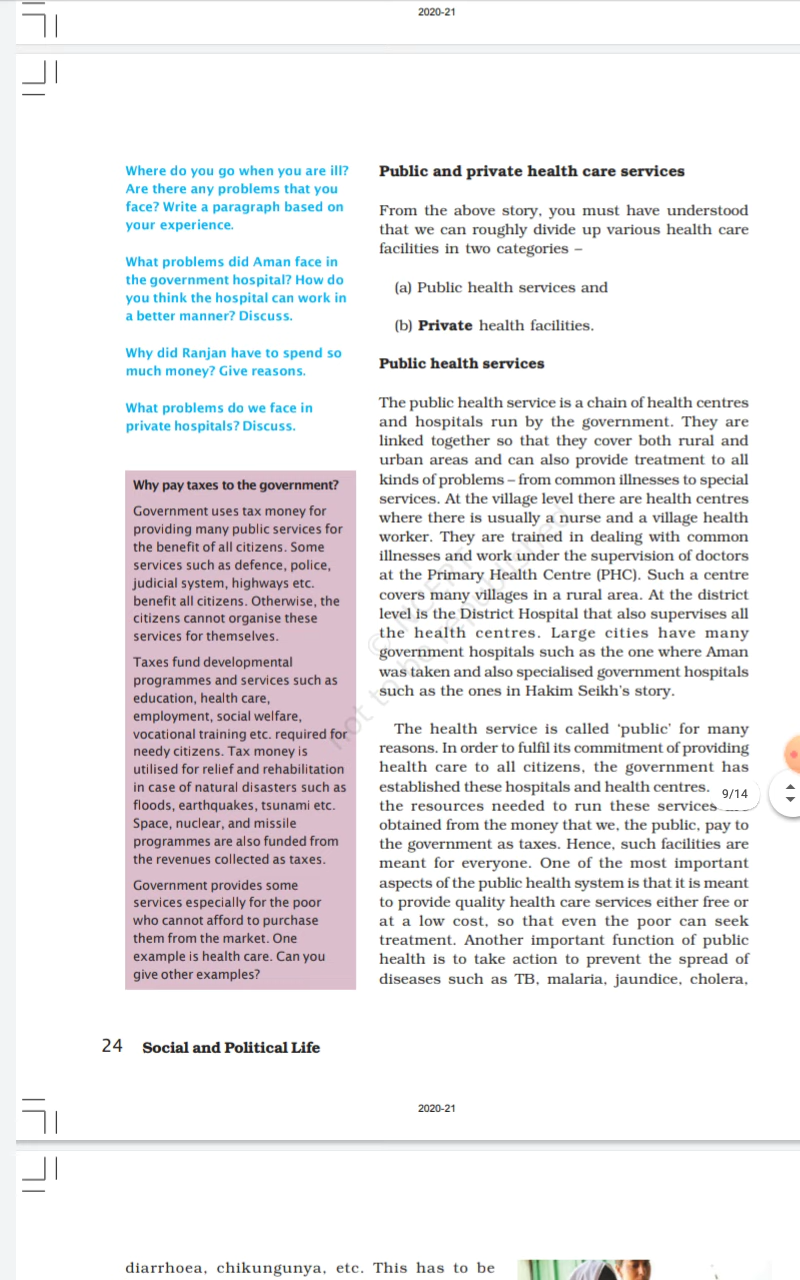 2020-21
Where do you go when you are ill?
Are there any problems that you
face? Write a paragraph based on
your experience.
What problems did Aman face in
the government hospital? How do
you think the hospital can work in
a better manner? Discuss.
Why did Ranjan have to spend so
much money? Give reasons.
What problems do we face in
private hospitals? Discuss.
Why pay taxes to the government?
Government uses tax money for
providing many public services for
the benefit of all citizens. Some
services such as defence, police,
judicial system, highways etc.
benefit all citizens. Otherwise, the
citizens cannot organise these
services for themselves.
Taxes fund developmental
programmes and services such as
education, health care,
employment, social welfare,
vocational training etc. required for
needy citizens. Tax money is
utilised for relief and rehabilitation
in case of natural disasters such as
floods, earthquakes, tsunami etc.
Space, nuclear, and missile
programmes are also funded from
the revenues collected as taxes.
Government provides some
services especially for the poor
who cannot afford to purchase
them from the market. One
example is health care. Can you
give other examples?
Public and private health care services
From the above story, you must have understood
that we can roughly divide up various health care
facilities in two categories –
(a) Public health services and
(b) Private health facilities.
Public health services
The public health service is a chain of health centres
and hospitals run by the government. They are
linked together so that they cover both rural and
urban areas and can also provide treatment to all
kinds of problems – from common illnesses to special
services. At the village level there are health centres
where there is usually a nurse and a village health
worker. They are trained in dealing with common
illnesses and work under the supervision of doctors
at the Primary Health Centre (PHC). Such a centre
covers many villages in a rural area. At the district
level is the District Hospital that also supervises all
the health centres. Large cities have many
government hospitals such as the one where Aman
was taken and also specialised government hospitals
such as the ones in Hakim Seikh's story.
The health service is called 'public' for many
reasons. In order to fulfil its commitment of providing
health care to all citizens, the government has
established these hospitals and health centres.
the resources needed to run these services
obtained from the money that we, the public, pay to
the government as taxes. Hence, such facilities are
meant for everyone. One of the most important
aspects of the public health system is that it is meant
to provide quality health care services either free or
at a low cost, so that even the poor can seek
treatment. Another important function of public
health is to take action to prevent the spread of
diseases such as TB, malaria, jaundice, cholera,
© NCERT
not to be republished
9/14
24 Social and Political Life
2020-21
diarrhoea, chikungunya, etc. This has to be